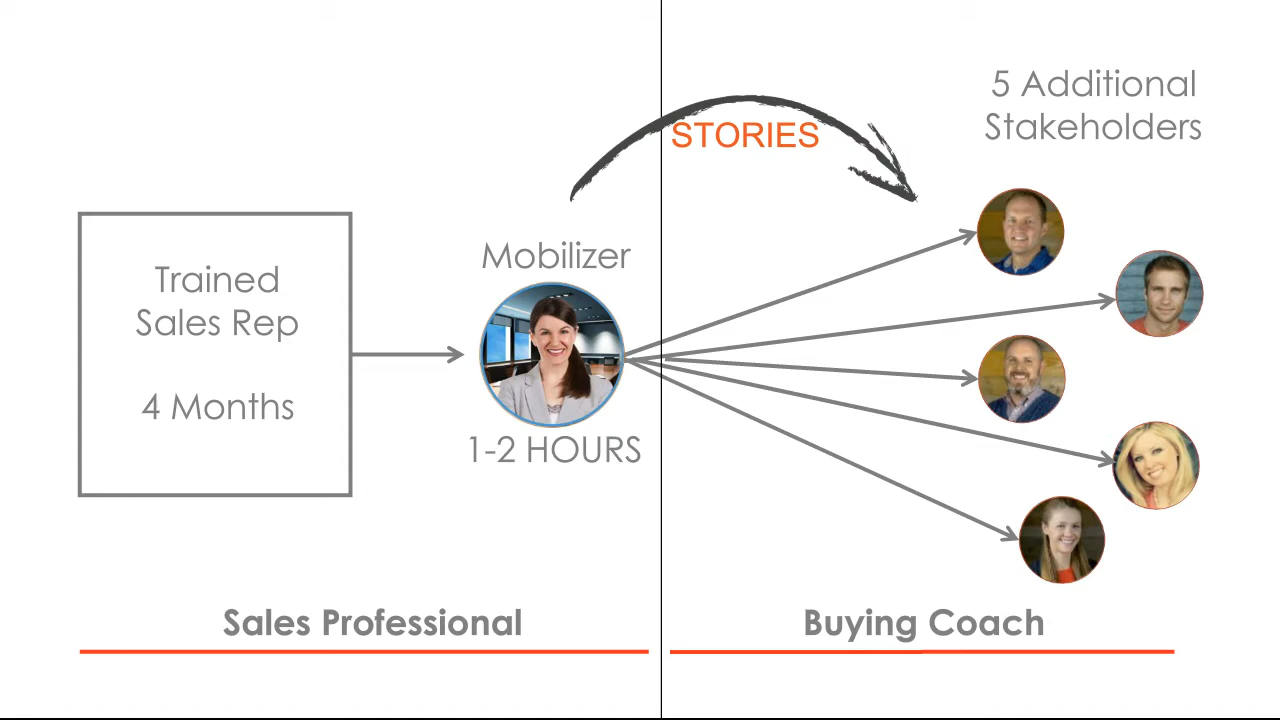 5 Additional
Stakeholders
STORIES
Mobilizer
Trained
Sales Rep
4 Months
1-2 HOURS
Sales Professional
Buying Coach